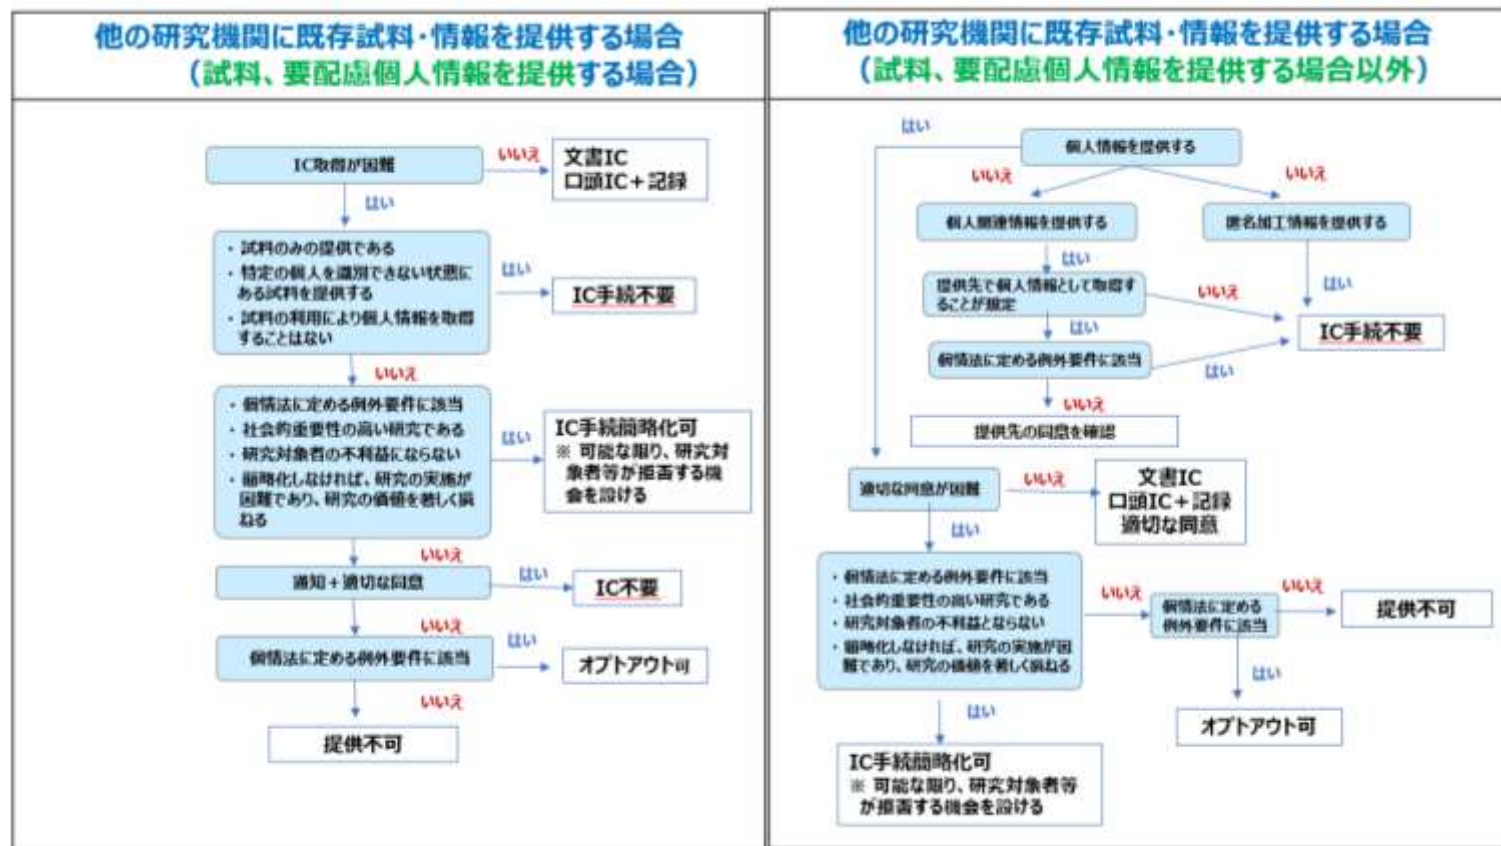 他の研究機関に既存試料・情報を提供する場合
（試料、要配慮個人情報を提供する場合）
IC取得が困難
いいえ
文書IC
口頭IC＋記録
はい
・ 試料のみの提供である
・ 特定の個人を識別できない状態に
ある試料を提供する
・ 試料の利用により個人情報を取得
することはない
はい
IC手続不要
いいえ
・ 個情法に定める例外要件に該当
・ 社会的重要性の高い研究である
・ 研究対象者の不利益にならない
・ 簡略化しなければ、研究の実施が
困難であり、研究の価値を著しく損
ねる
はい
IC手続簡略化可
※ 可能な限り、研究対
象者等が拒否する機
会を設ける
いいえ
通知＋適切な同意
はい
IC不要
いいえ
個情法に定める例外要件に該当
はい
オプトアウト可
いいえ
提供不可
他の研究機関に既存試料・情報を提供する場合
（試料、要配慮個人情報を提供する場合以外）
はい
個人情報を提供する
いいえ
いいえ
個人関連情報を提供する
匿名加工情報を提供する
はい
はい
提供先で個人情報として取得す
ることが想定
いいえ
IC手続不要
はい
個情法に定める例外要件に該当
はい
いいえ
提供先の同意を確認
適切な同意が困難
いいえ
文書IC
口頭IC＋記録
適切な同意
はい
・ 個情法に定める例外要件に該当
・ 社会的重要性の高い研究である
・ 研究対象者の不利益とならない
・ 簡略化しなければ、研究の実施が困
難であり、研究の価値を著しく損ねる
いいえ
個情法に定める
例外要件に該当
いいえ
提供不可
はい
オプトアウト可
はい
IC手続簡略化可
※ 可能な限り、研究対象者等
が拒否する機会を設ける